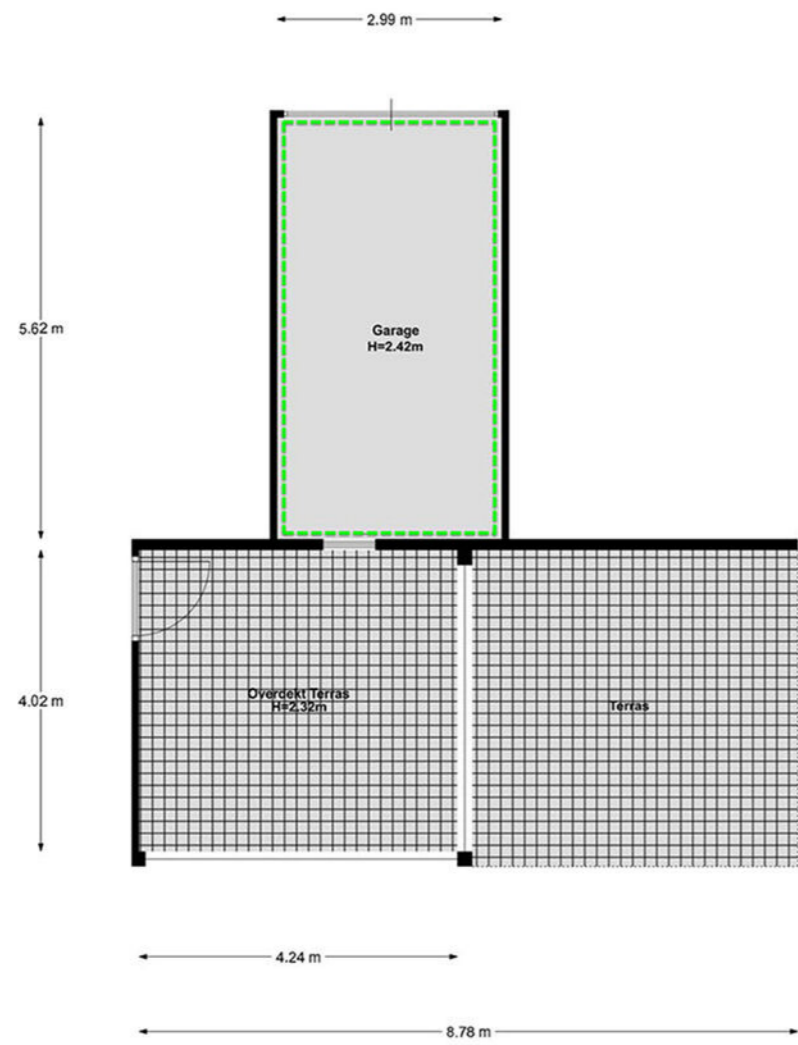 2.99 m
5.62 m
Garage
H=2.42m
4.02 m
Overdekt Terras
H=2.32m
Terras
4.24 m
8.78 m